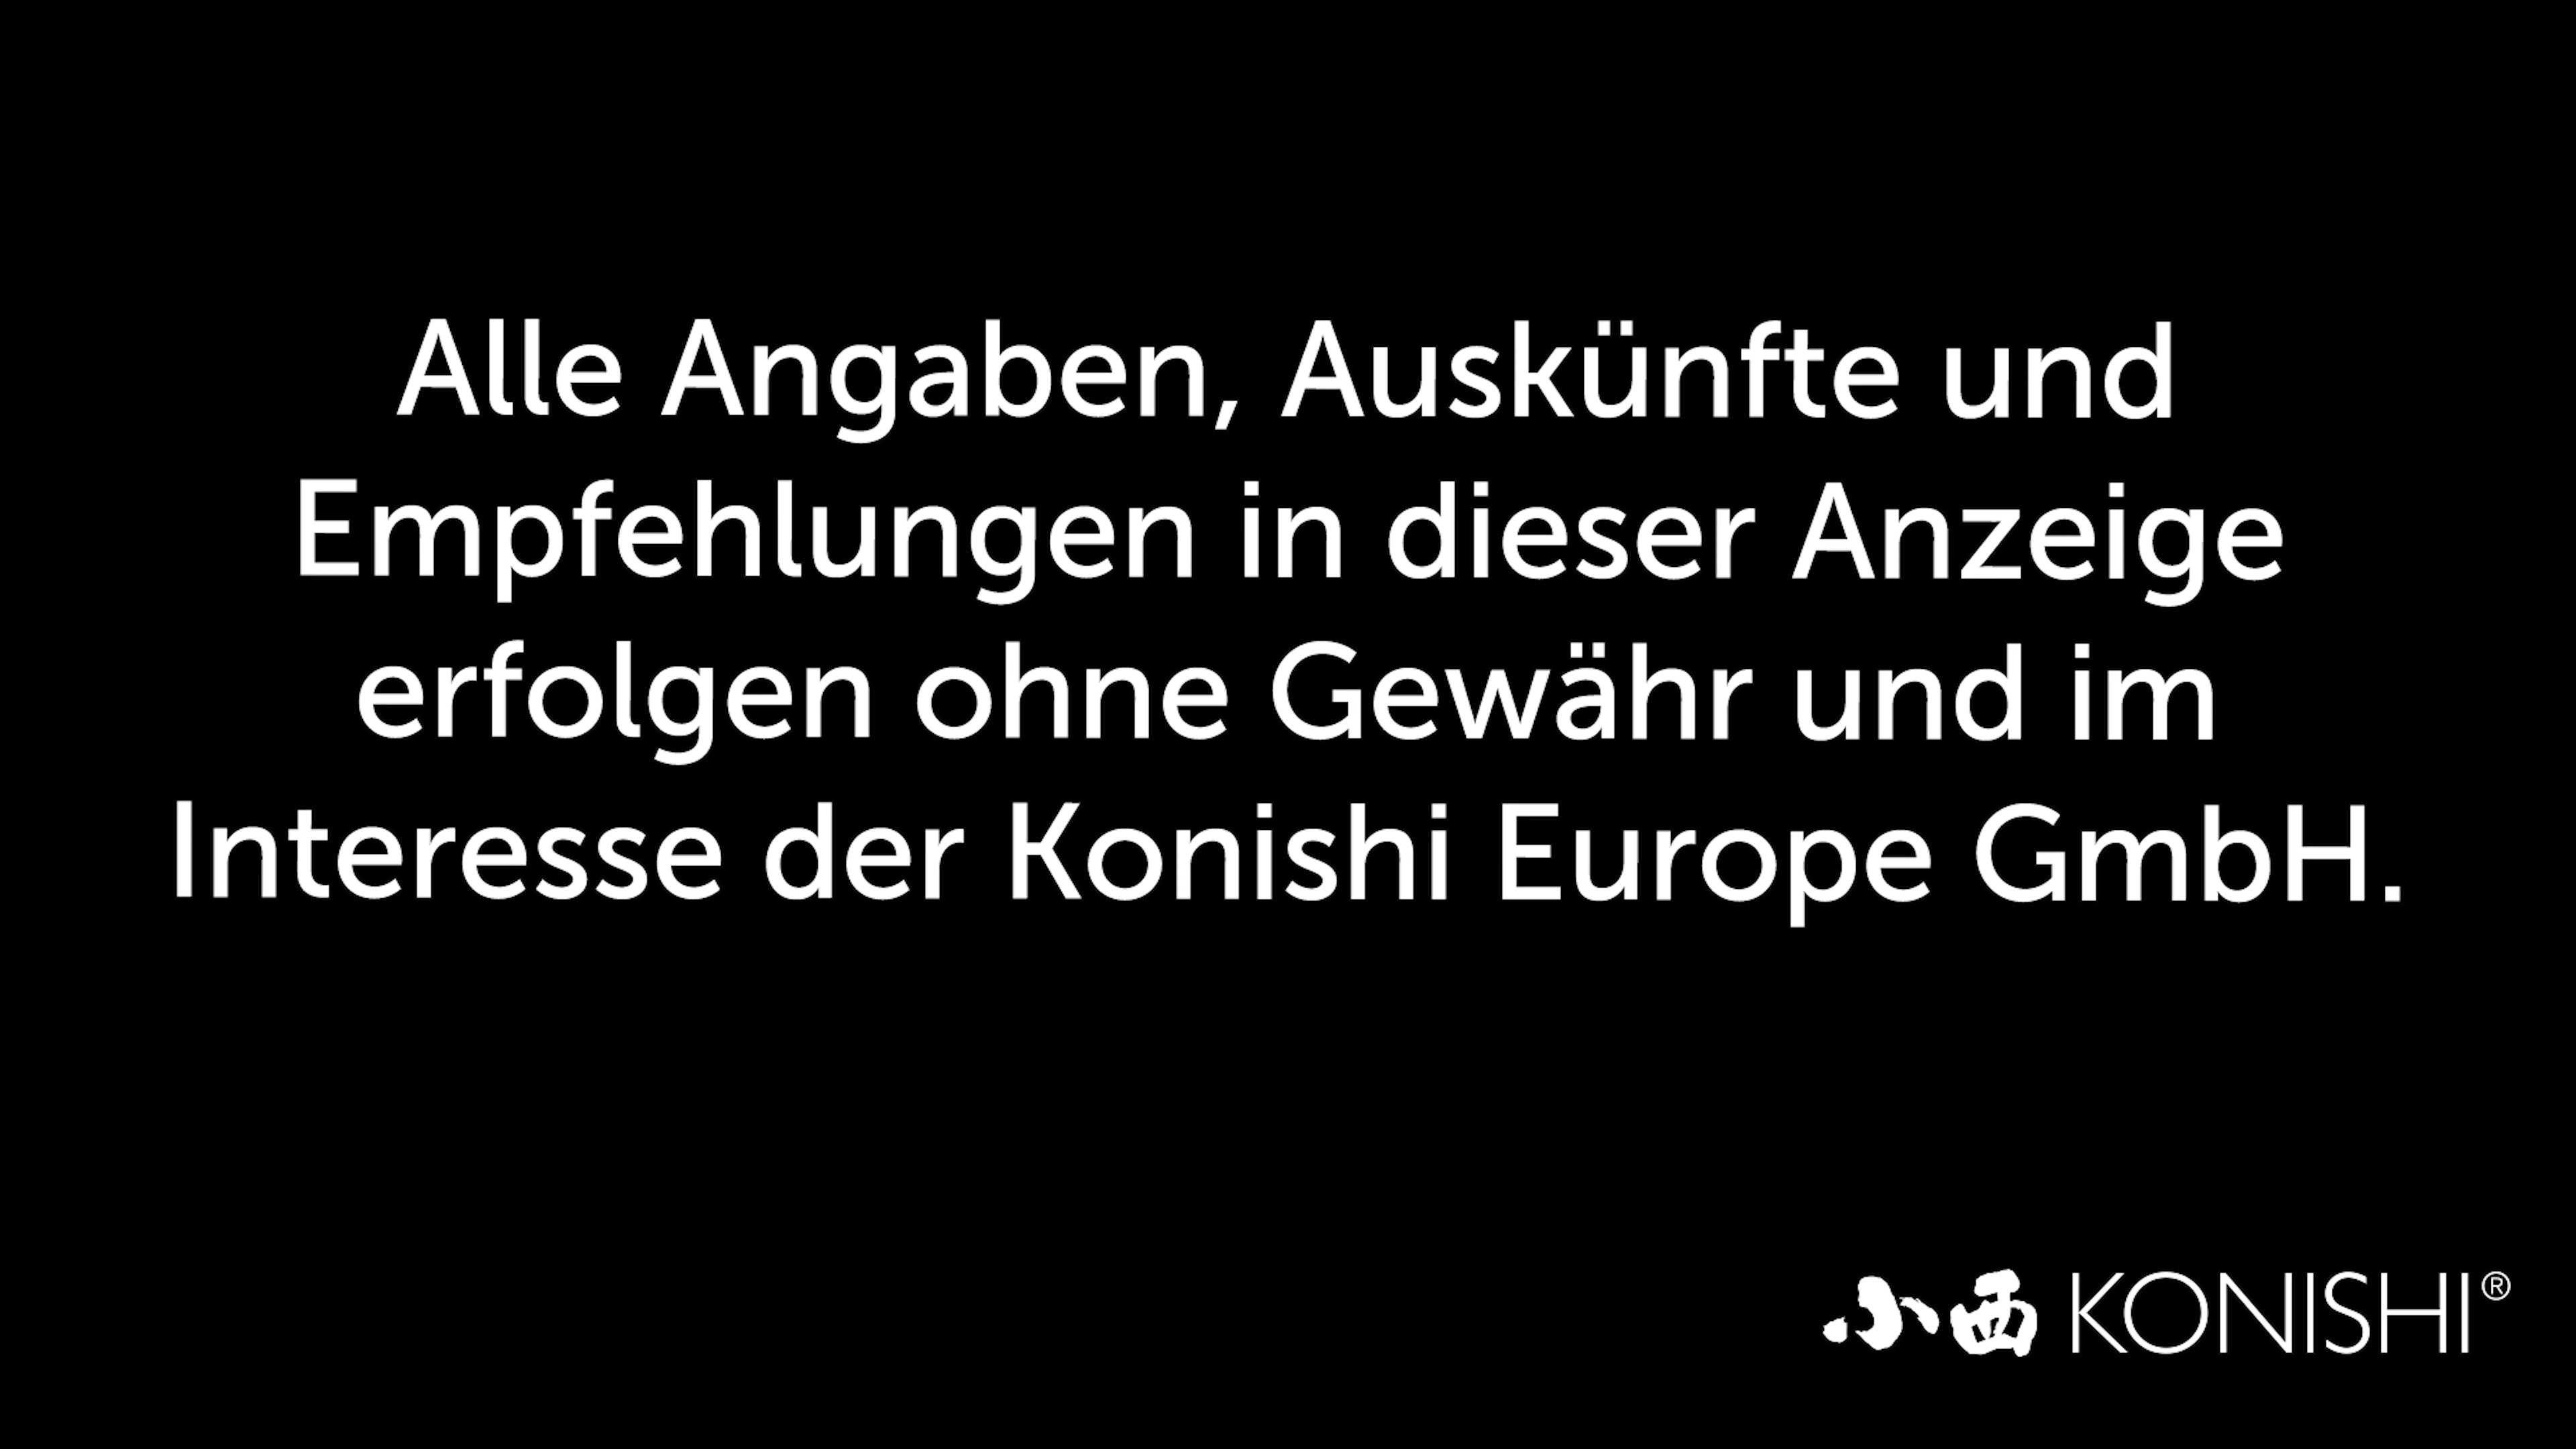 Alle Angaben, Auskünfte und
Empfehlungen in dieser Anzeige
erfolgen ohne Gewähr und im
Interesse der Konishi Europe GmbH.
小西 KONISHI®